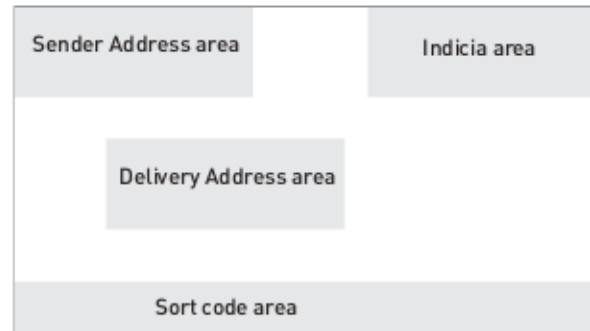 Sender Address area
Indicia area
Delivery Address area
Sort code area